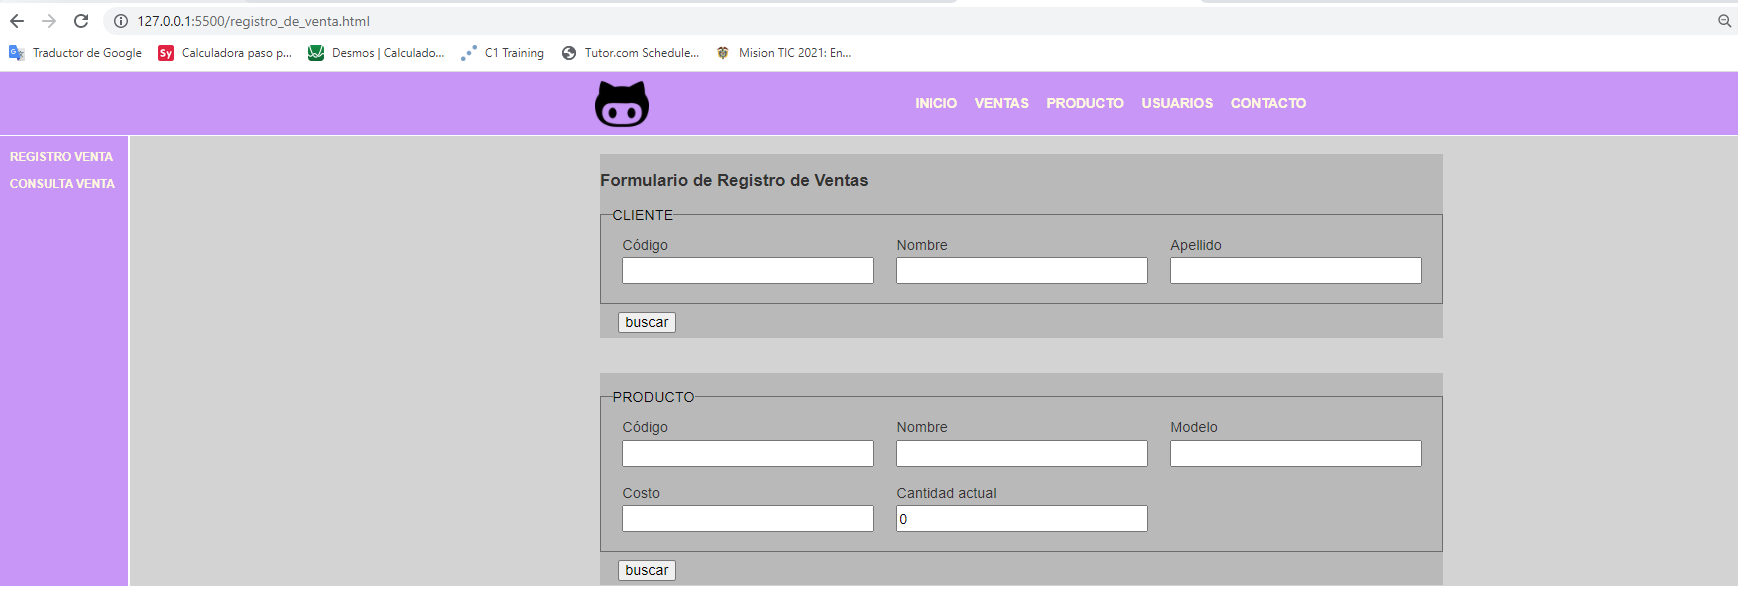 127.0.0.1:5500/registro_de_venta.html
Traductor de Google Sy Calculadora paso p... Desmos | Calculado... C1 Training Tutor.com Schedule... Mision TIC 2021: En...
INICIO VENTAS PRODUCTO USUARIOS CONTACTO
REGISTRO VENTA
CONSULTA VENTA
Formulario de Registro de Ventas
CLIENTE
Código Nombre Apellido
buscar
PRODUCTO
Código Nombre Modelo
Costo Cantidad actual
0
buscar